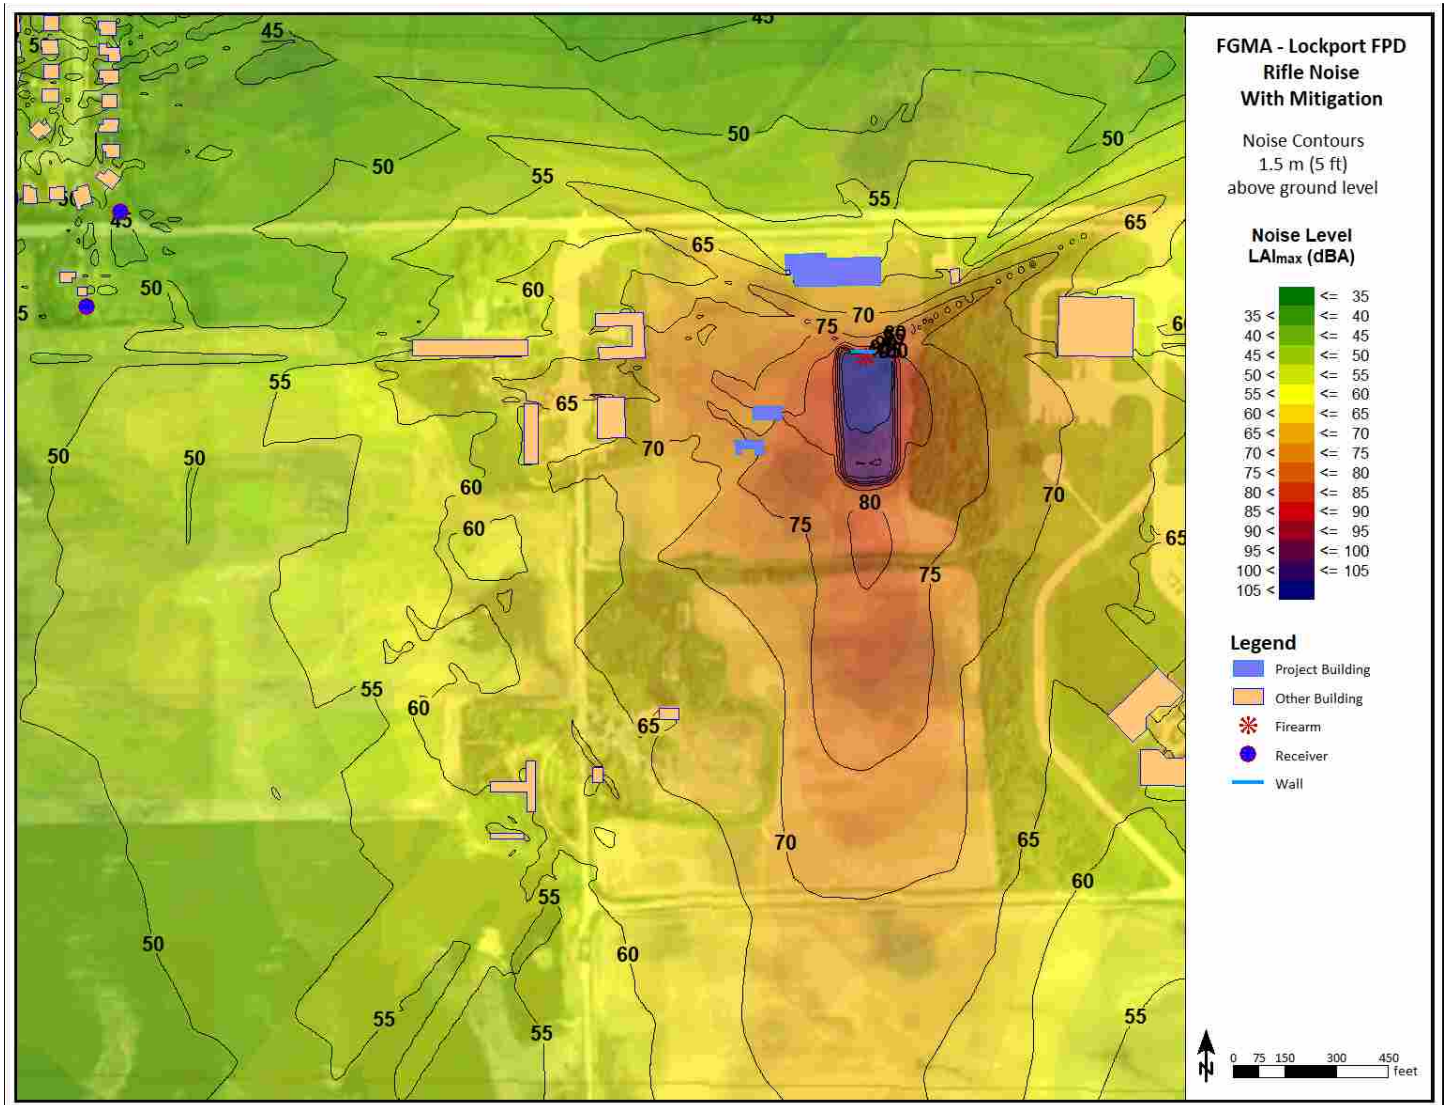 FGMA - Lockport FPD
Rifle Noise
With Mitigation
Noise Contours
1.5 m (5 ft)
above ground level
Noise Level
LAImax (dBA)
<= 35
35 < <= 40
40 < <= 45
45 < <= 50
50 < <= 55
55 < <= 60
60 < <= 65
65 < <= 70
70 < <= 75
75 < <= 80
80 < <= 85
85 < <= 90
90 < <= 95
95 < <= 100
100 < <= 105
105 <
Legend
Project Building
Other Building
Firearm
Receiver
Wall
N
0 75 150 300 450
feet
45
45
50
50
50
55
55
45
65
65
50
60
70
75
55
65
70
50
50
60
60
80
70
75
65
75
55
60
65
70
65
60
55
50
60
55
55
55